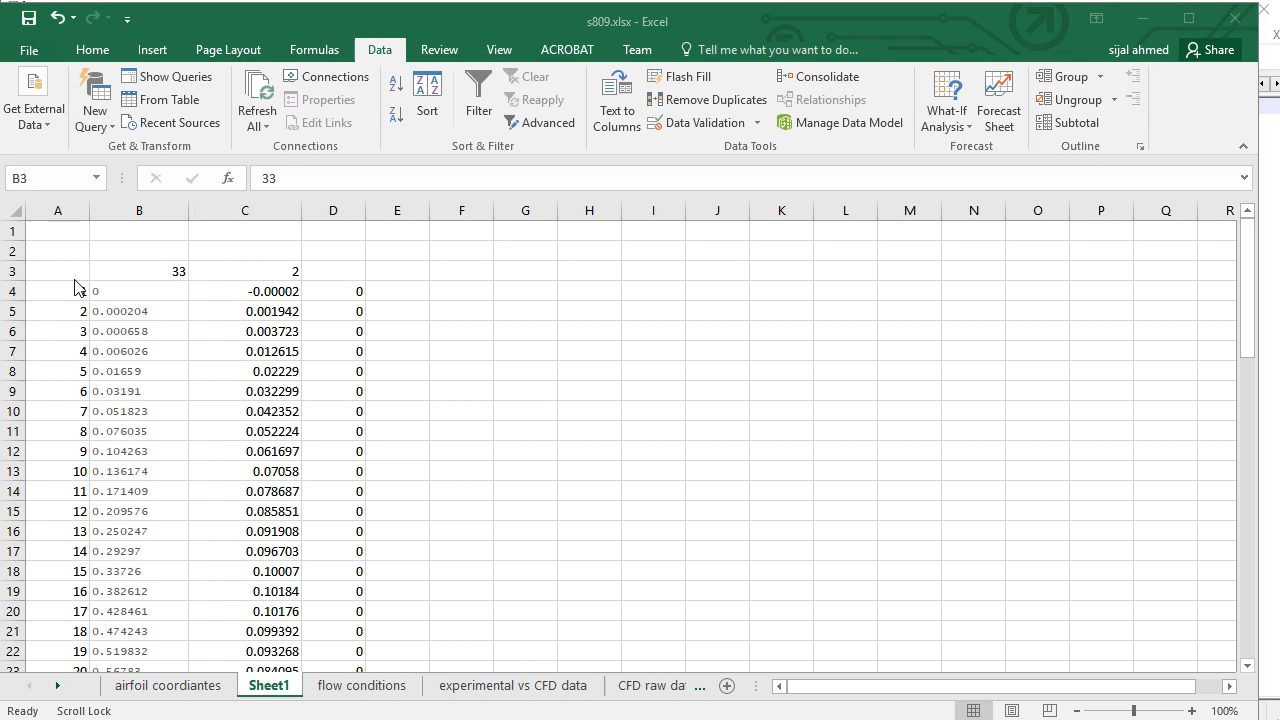 s809.xlsx - Excel
File Home Insert Page Layout Formulas Data Review View ACROBAT Team Tell me what you want to do... sijal ahmed Share
Get External Data
New Query
Show Queries
From Table
Recent Sources
Get & Transform
Refresh All
Connections
Properties
Edit Links
Connections
Sort
Filter
Clear
Reapply
Advanced
Sort & Filter
Text to Columns
Flash Fill
Remove Duplicates
Data Validation
Consolidate
Relationships
Manage Data Model
Data Tools
What-If Analysis
Forecast Sheet
Forecast
Group
Ungroup
Subtotal
Outline
B3 fx 33
A B C D E F G H I J K L M N O P Q R
1
2
3 33 2
4 0 -0.00002 0
5 2 0.000204 0.001942 0
6 3 0.000658 0.003723 0
7 4 0.006026 0.012615 0
8 5 0.01659 0.02229 0
9 6 0.03191 0.032299 0
10 7 0.051823 0.042352 0
11 8 0.076035 0.052224 0
12 9 0.104263 0.061697 0
13 10 0.136174 0.07058 0
14 11 0.171409 0.078687 0
15 12 0.209576 0.085851 0
16 13 0.250247 0.091908 0
17 14 0.29297 0.096703 0
18 15 0.33726 0.10007 0
19 16 0.382612 0.10184 0
20 17 0.428461 0.10176 0
21 18 0.474243 0.099392 0
22 19 0.519832 0.093268 0
23 20 0.56783 0.084095 0
airfoil coordiantes Sheet1 flow conditions experimental vs CFD data CFD raw da ...
Ready Scroll Lock 100%